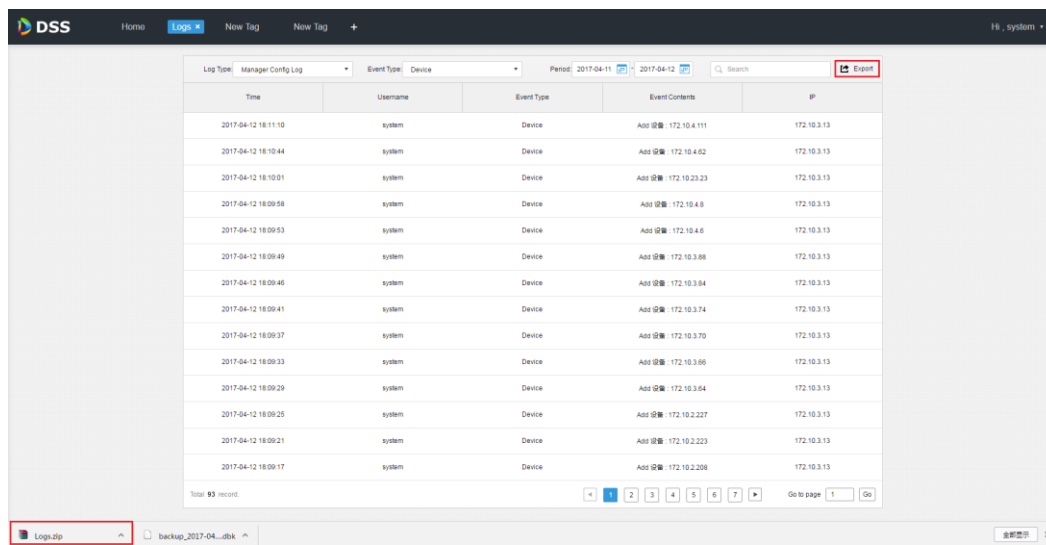 DSS Home Logs × New Tag New Tag + Hi , system
Log Type: Manager Config Log Event Type: Device Period: 2017-04-11 - 2017-04-12 Search Export
Time Username Event Type Event Contents IP
2017-04-12 18:11:10 system Device Add 设备 : 172.10.4.111 172.10.3.13
2017-04-12 18:10:44 system Device Add 设备 : 172.10.4.62 172.10.3.13
2017-04-12 18:10:01 system Device Add 设备 : 172.10.23.23 172.10.3.13
2017-04-12 18:09:58 system Device Add 设备 : 172.10.4.8 172.10.3.13
2017-04-12 18:09:53 system Device Add 设备 : 172.10.4.6 172.10.3.13
2017-04-12 18:09:49 system Device Add 设备 : 172.10.3.88 172.10.3.13
2017-04-12 18:09:46 system Device Add 设备 : 172.10.3.84 172.10.3.13
2017-04-12 18:09:41 system Device Add 设备 : 172.10.3.74 172.10.3.13
2017-04-12 18:09:37 system Device Add 设备 : 172.10.3.70 172.10.3.13
2017-04-12 18:09:33 system Device Add 设备 : 172.10.3.66 172.10.3.13
2017-04-12 18:09:29 system Device Add 设备 : 172.10.3.64 172.10.3.13
2017-04-12 18:09:25 system Device Add 设备 : 172.10.2.227 172.10.3.13
2017-04-12 18:09:21 system Device Add 设备 : 172.10.2.223 172.10.3.13
2017-04-12 18:09:17 system Device Add 设备 : 172.10.2.208 172.10.3.13
Total 93 record. 1 2 3 4 5 6 7 Go to page 1 Go
Logs.zip backup_2017-04....dbk 全部显示